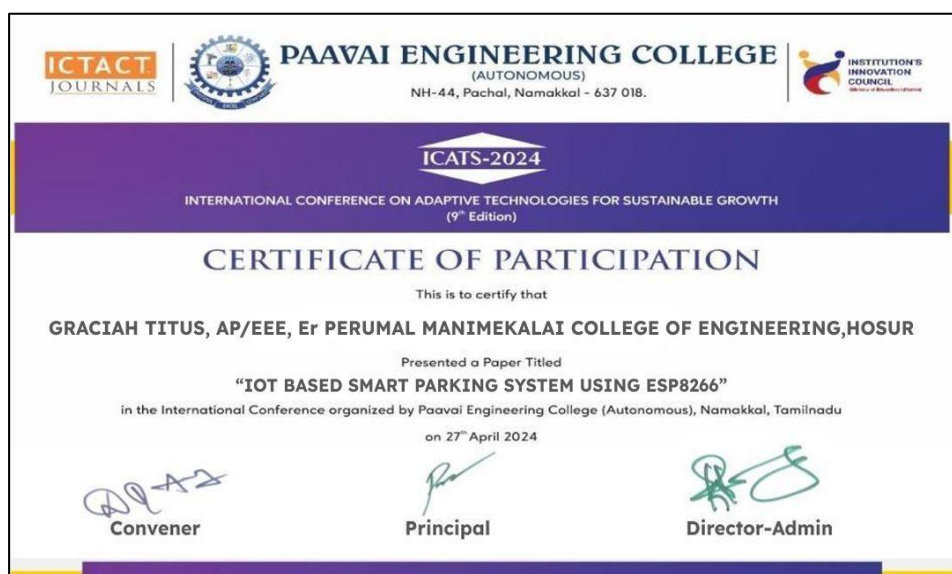 ICTACT
JOURNALS
PAAVAI ENGINEERING COLLEGE
(AUTONOMOUS)
NH-44, Pachal, Namakkal - 637 018.
INSTITUTION'S
INNOVATION
COUNCIL
ICATS-2024
INTERNATIONAL CONFERENCE ON ADAPTIVE TECHNOLOGIES FOR SUSTAINABLE GROWTH
(9th Edition)
CERTIFICATE OF PARTICIPATION
This is to certify that
GRACIAH TITUS, AP/EEE, Er PERUMAL MANIMEKALAI COLLEGE OF ENGINEERING,HOSUR
Presented a Paper Titled
“IOT BASED SMART PARKING SYSTEM USING ESP8266”
in the International Conference organized by Paavai Engineering College (Autonomous), Namakkal, Tamilnadu
on 27th April 2024
Convener
Principal
Director-Admin